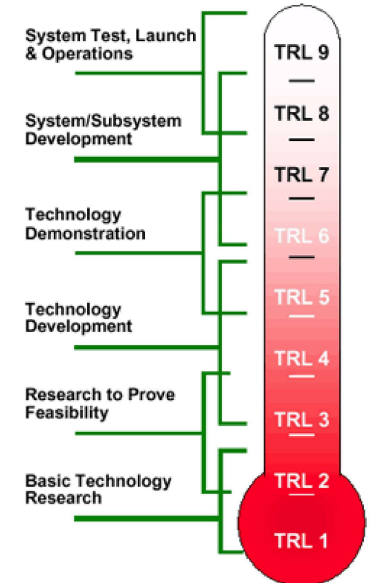 System Test, Launch
& Operations
System/Subsystem
Development
Technology
Demonstration
Technology
Development
Research to Prove
Feasibility
Basic Technology
Research
TRL 9
TRL 8
TRL 7
TRL 6
TRL 5
TRL 4
TRL 3
TRL 2
TRL 1